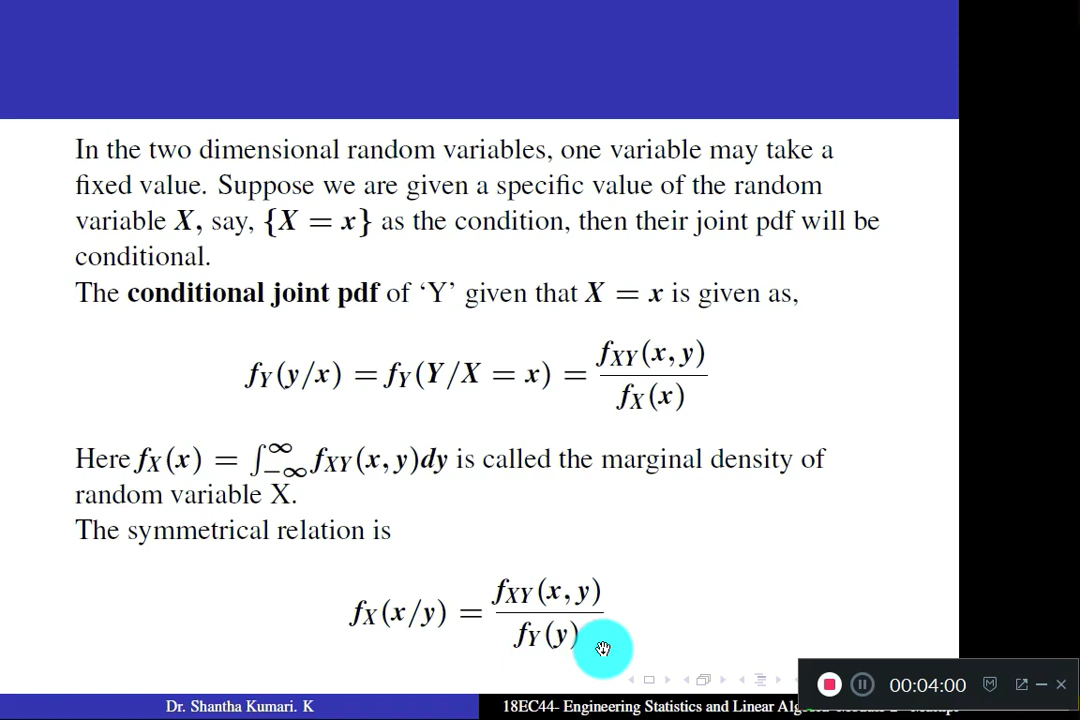 In the two dimensional random variables, one variable may take a
fixed value. Suppose we are given a specific value of the random
variable X, say, {X = x} as the condition, then their joint pdf will be
conditional.
The conditional joint pdf of ‘Y’ given that X = x is given as,
f_Y(y/x) = f_Y(Y/X = x) = f_XY(x, y) / f_X(x)
Here f_X(x) = ∫_{-∞}^{∞} f_XY(x, y)dy is called the marginal density of
random variable X.
The symmetrical relation is
f_X(x/y) = f_XY(x, y) / f_Y(y)
00:04:00
Dr. Shantha Kumari. K
18EC44- Engineering Statistics and Linear